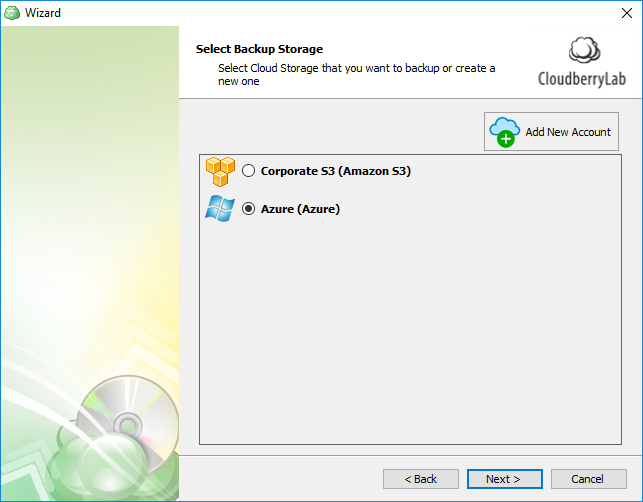 Wizard
Select Backup Storage
Select Cloud Storage that you want to backup or create a
new one
CloudberryLab
Add New Account
Corporate S3 (Amazon S3)
Azure (Azure)
< Back
Next >
Cancel